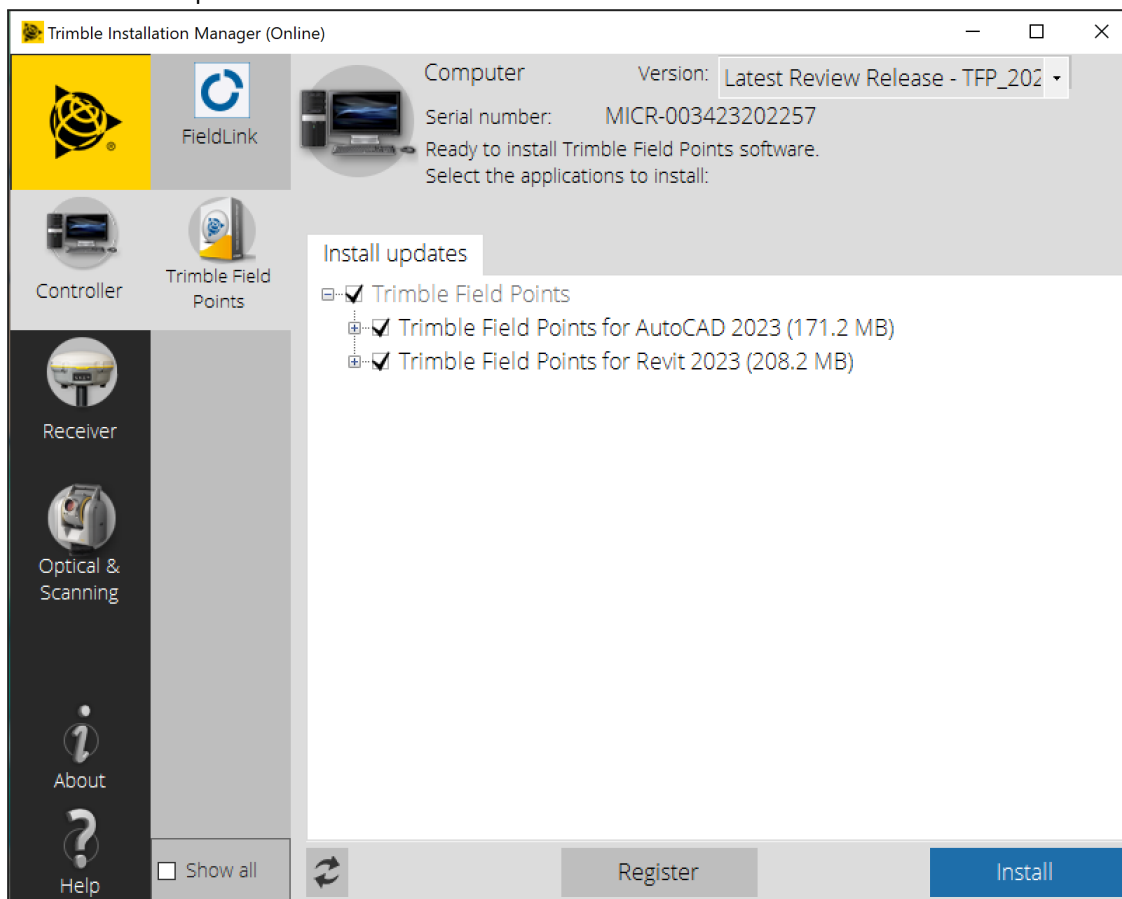 Trimble Installation Manager (Online)
FieldLink
Computer
Version:
Latest Review Release - TFP_202
Serial number:
MICR-003423202257
Ready to install Trimble Field Points software.
Select the applications to install:
Controller
Trimble Field
Points
Install updates
Trimble Field Points
Trimble Field Points for AutoCAD 2023 (171.2 MB)
Trimble Field Points for Revit 2023 (208.2 MB)
Receiver
Optical &
Scanning
About
Help
Show all
Register
Install